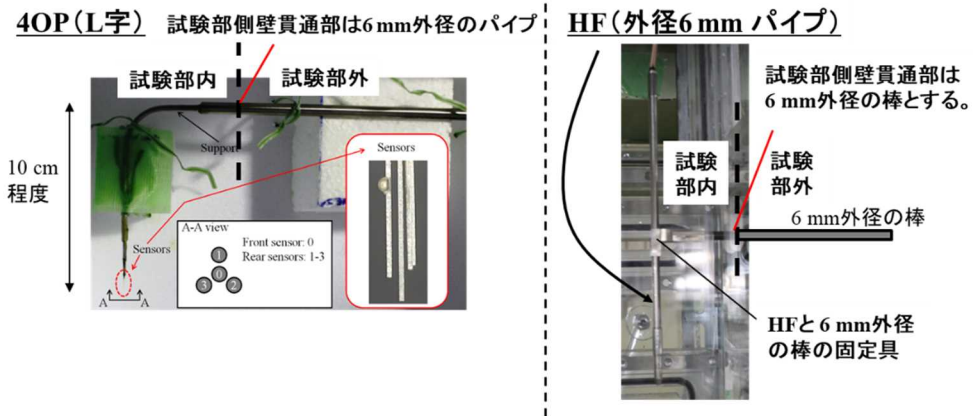 4OP（L字）
試験部側壁貫通部は6 mm外径のパイプ
試験部内
試験部外
10 cm
程度
Support
Sensors
Sensors
A-A view
Front sensor: 0
Rear sensors: 1-3
1
0
3
2
A
A
HF（外径6 mm パイプ）
試験部側壁貫通部は
6 mm外径の棒とする。
試験
部内
試験
部外
6 mm外径の棒
HFと6 mm外径
の棒の固定具